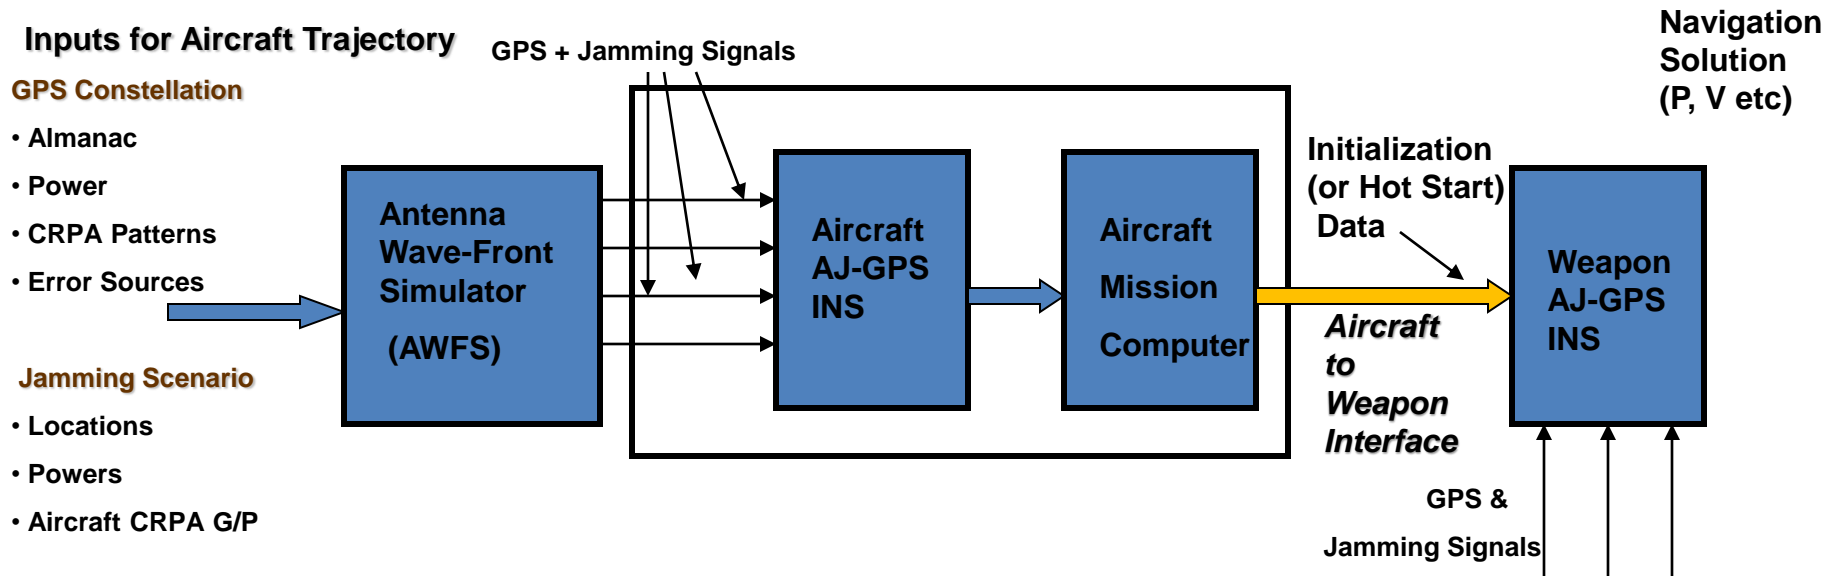 Inputs for Aircraft Trajectory
GPS Constellation
• Almanac
• Power
• CRPA Patterns
• Error Sources
Jamming Scenario
• Locations
• Powers
• Aircraft CRPA G/P
Antenna
Wave-Front
Simulator
(AWFS)
GPS + Jamming Signals
Aircraft
AJ-GPS
INS
Aircraft
Mission
Computer
Initialization
(or Hot Start)
Data
Aircraft
to
Weapon
Interface
Navigation
Solution
(P, V etc)
Weapon
AJ-GPS
INS
GPS &
Jamming Signals